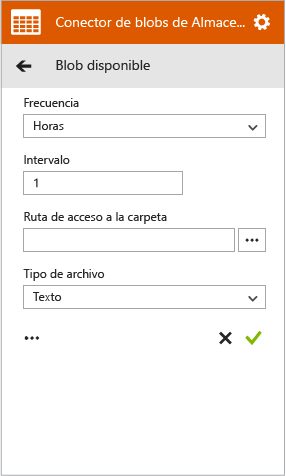 Conector de blobs de Almace...
Blob disponible
Frecuencia
Horas
Intervalo
1
Ruta de acceso a la carpeta
...
Tipo de archivo
Texto
...